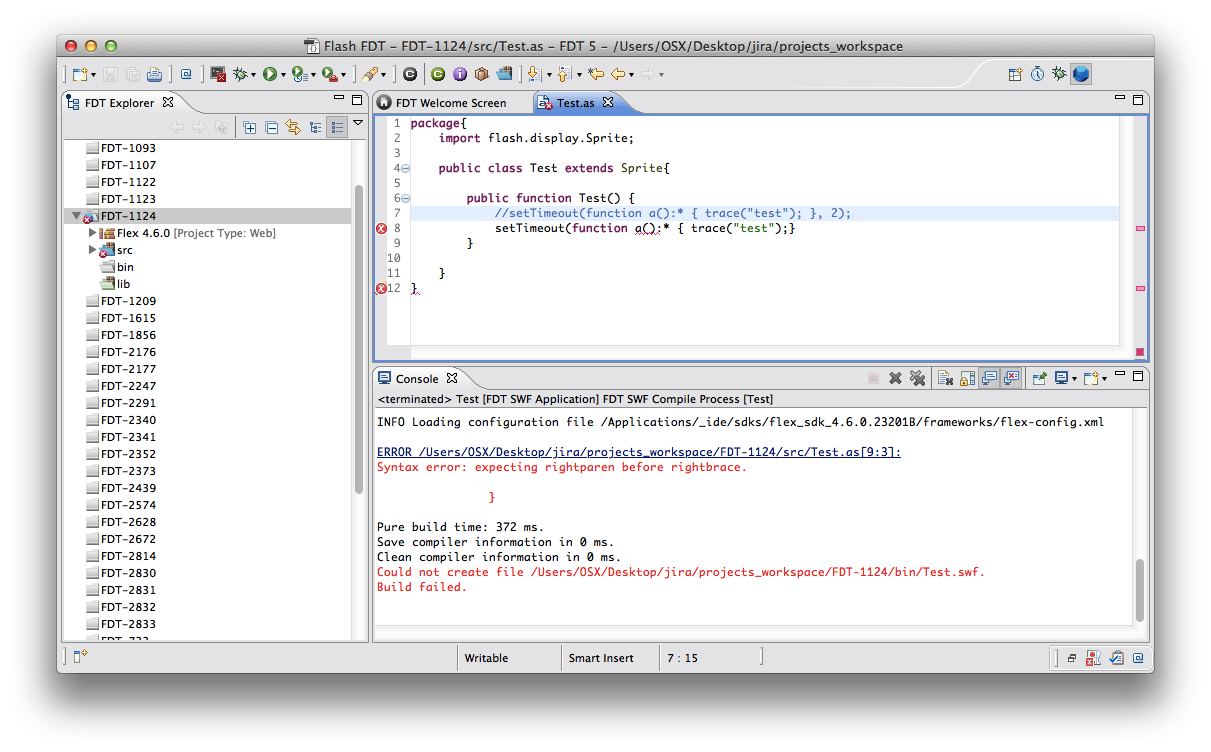 Flash FDT - FDT-1124/src/Test.as - FDT 5 - /Users/OSX/Desktop/jira/projects_workspace
FDT Explorer
FDT-1093
FDT-1107
FDT-1122
FDT-1123
FDT-1124
Flex 4.6.0 [Project Type: Web]
src
bin
lib
FDT-1209
FDT-1615
FDT-1856
FDT-2176
FDT-2177
FDT-2247
FDT-2291
FDT-2340
FDT-2341
FDT-2352
FDT-2373
FDT-2439
FDT-2574
FDT-2628
FDT-2672
FDT-2814
FDT-2830
FDT-2831
FDT-2832
FDT-2833
FDT Welcome Screen
Test.as
1 package{
2 import flash.display.Sprite;
3
4 public class Test extends Sprite{
5
6 public function Test() {
7 //setTimeout(function a():* { trace("test"); }, 2);
8 setTimeout(function a():* { trace("test");}
9 }
10
11 }
12 }
Console
<terminated> Test [FDT SWF Application] FDT SWF Compile Process [Test]
INFO Loading configuration file /Applications/_ide/sdks/flex_sdk_4.6.0.23201B/frameworks/flex-config.xml
ERROR /Users/OSX/Desktop/jira/projects_workspace/FDT-1124/src/Test.as[9:3]:
Syntax error: expecting rightparen before rightbrace.
}
Pure build time: 372 ms.
Save compiler information in 0 ms.
Clean compiler information in 0 ms.
Could not create file /Users/OSX/Desktop/jira/projects_workspace/FDT-1124/bin/Test.swf.
Build failed.
Writable
Smart Insert
7 : 15